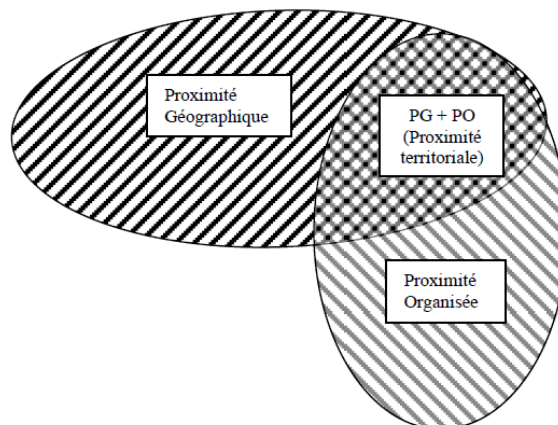 Proximité
Géographique
PG + PO
(Proximité
territoriale)
Proximité
Organisée